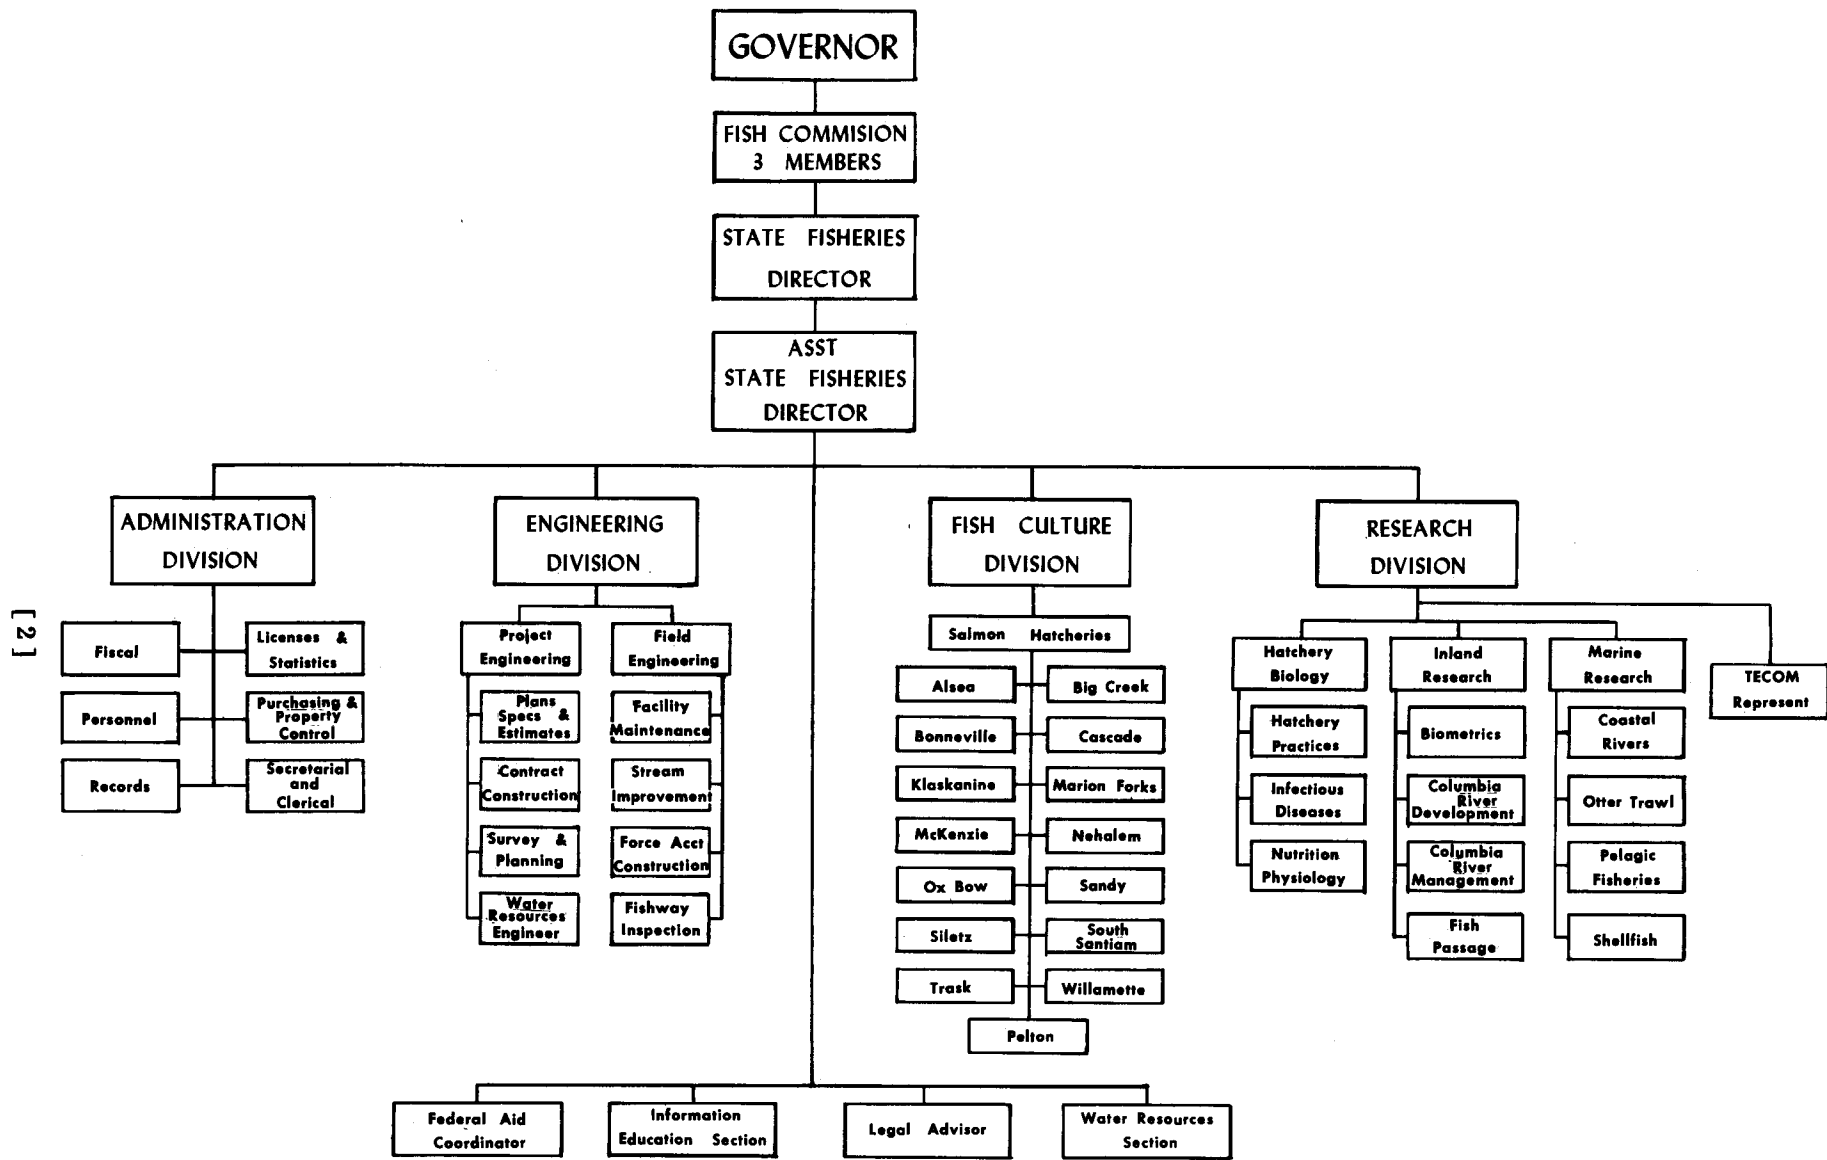 GOVERNOR
FISH COMMISION
3 MEMBERS
STATE FISHERIES
DIRECTOR
ASST
STATE FISHERIES
DIRECTOR
ADMINISTRATION
DIVISION
Fiscal
Licenses &
Statistics
Personnel
Purchasing &
Property
Control
Records
Secretarial
and
Clerical
ENGINEERING
DIVISION
Project
Engineering
Plans
Specs &
Estimates
Contract
Construction
Survey &
Planning
Water
Resources
Engineer
Field
Engineering
Facility
Maintenance
Stream
Improvement
Force Acct
Construction
Fishway
Inspection
FISH CULTURE
DIVISION
Salmon Hatcheries
Alsea
Big Creek
Bonneville
Cascade
Klaskanine
Marion Forks
McKenzie
Nehalem
Ox Bow
Sandy
Siletz
South
Santiam
Trask
Willamette
Pelton
RESEARCH
DIVISION
Hatchery
Biology
Hatchery
Practices
Infectious
Diseases
Nutrition
Physiology
Inland
Research
Biometrics
Columbia
River
Development
Columbia
River
Management
Fish
Passage
Marine
Research
Coastal
Rivers
Otter Trawl
Pelagic
Fisheries
Shellfish
TECOM
Represent
Federal Aid
Coordinator
Information
Education Section
Legal Advisor
Water Resources
Section
[2]